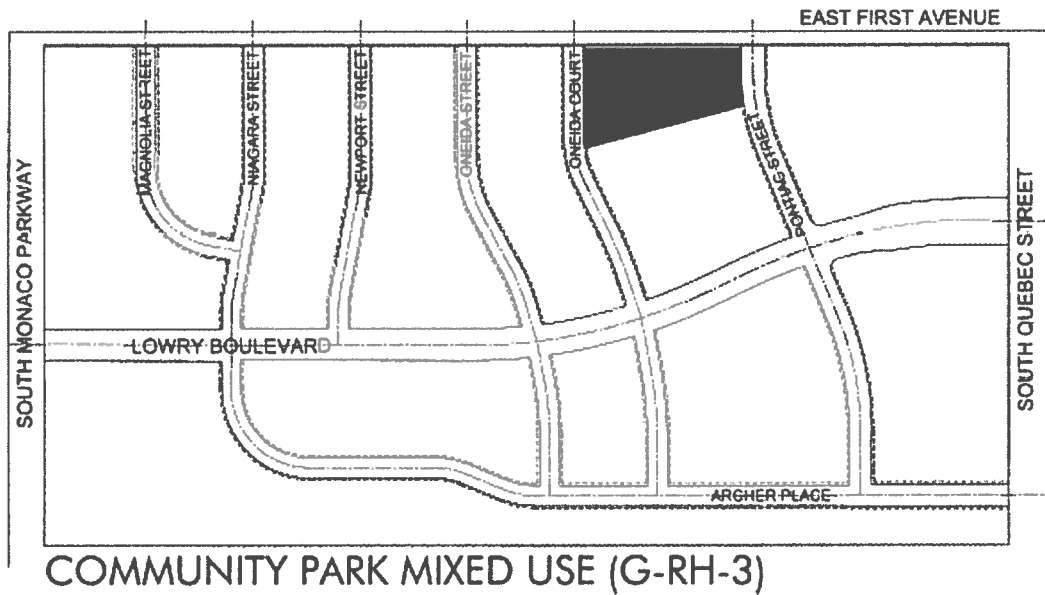 EAST FIRST AVENUE
MAGNOLIA STREET
NIAGARA STREET
NEWPORT STREET
ONEIDA STREET
ONEIDA COURT
PONTIAC STREET
SOUTH MONACO PARKWAY
SOUTH QUEBEC STREET
LOWRY BOULEVARD
ARCHER PLACE
COMMUNITY PARK MIXED USE (G-RH-3)